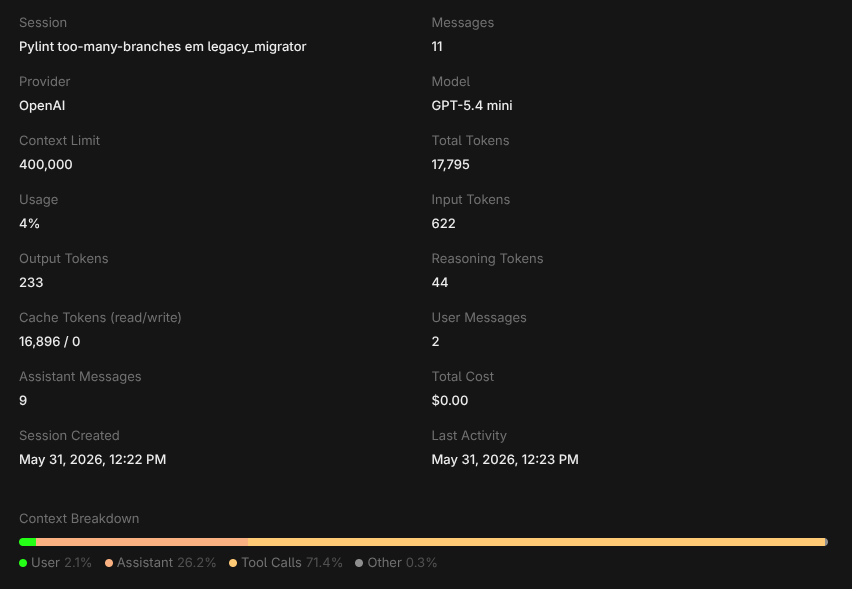 Session
Messages
Pylint too-many-branches em legacy_migrator
11
Provider
Model
OpenAI
GPT-5.4 mini
Context Limit
Total Tokens
400,000
17,795
Usage
Input Tokens
4%
622
Output Tokens
Reasoning Tokens
233
44
Cache Tokens (read/write)
User Messages
16,896 / 0
2
Assistant Messages
Total Cost
9
$0.00
Session Created
Last Activity
May 31, 2026, 12:22 PM
May 31, 2026, 12:23 PM
Context Breakdown
User 2.1% Assistant 26.2% Tool Calls 71.4% Other 0.3%